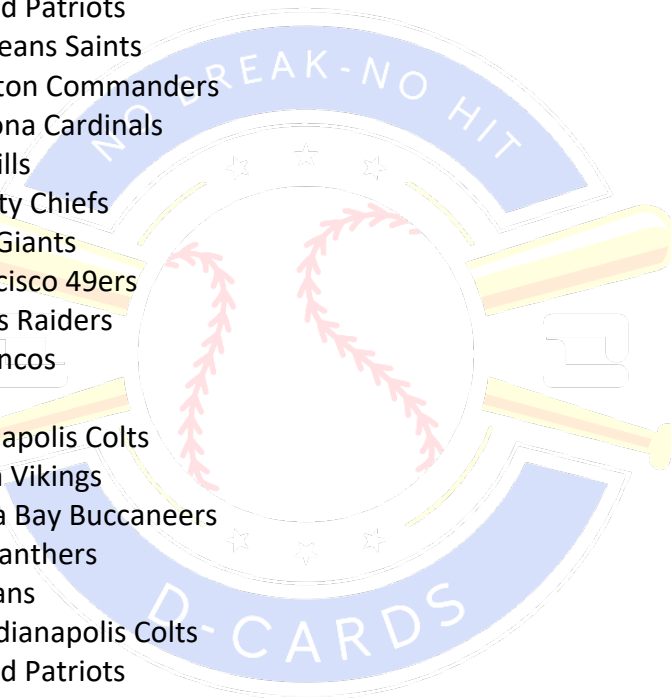 d Patriots
eans Saints
ton Commanders
ona Cardinals
ills
ty Chiefs
Giants
cisco 49ers
s Raiders
ncos
apolis Colts
Vikings
a Bay Buccaneers
anthers
ans
dianapolis Colts
d Patriots
NO BREAK-NO HIT
D-CARDS